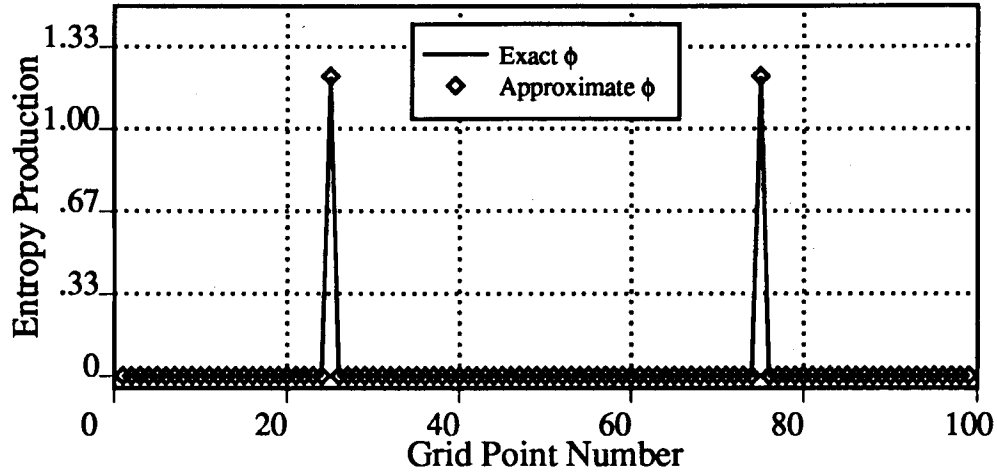 1.33
Exact ϕ
Approximate ϕ
1.00
.67
.33
0
Entropy Production
0 20 40 60 80 100
Grid Point Number